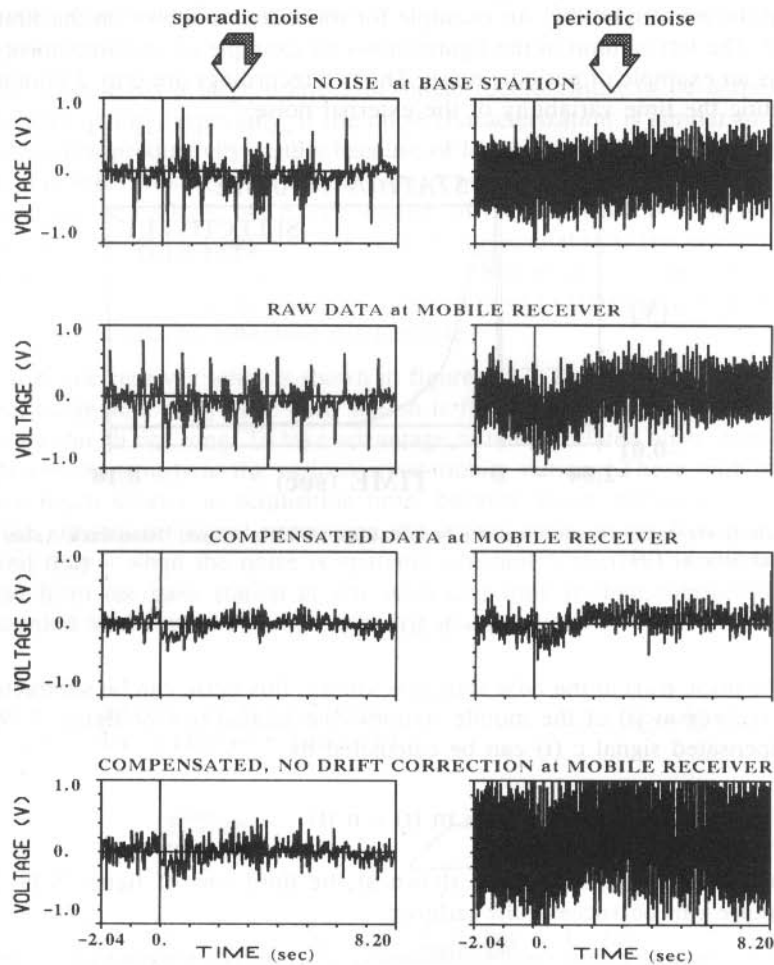 sporadic noise periodic noise
NOISE at BASE STATION
1.0
0.
-1.0
VOLTAGE (V)
RAW DATA at MOBILE RECEIVER
1.0
0.
-1.0
VOLTAGE (V)
COMPENSATED DATA at MOBILE RECEIVER
1.0
0.0
-1.0
VOLTAGE (V)
COMPENSATED, NO DRIFT CORRECTION at MOBILE RECEIVER
1.0
0.
-1.0
VOLTAGE (V)
-2.04 0. 8.20 -2.04 0. 8.20
TIME (sec) TIME (sec)